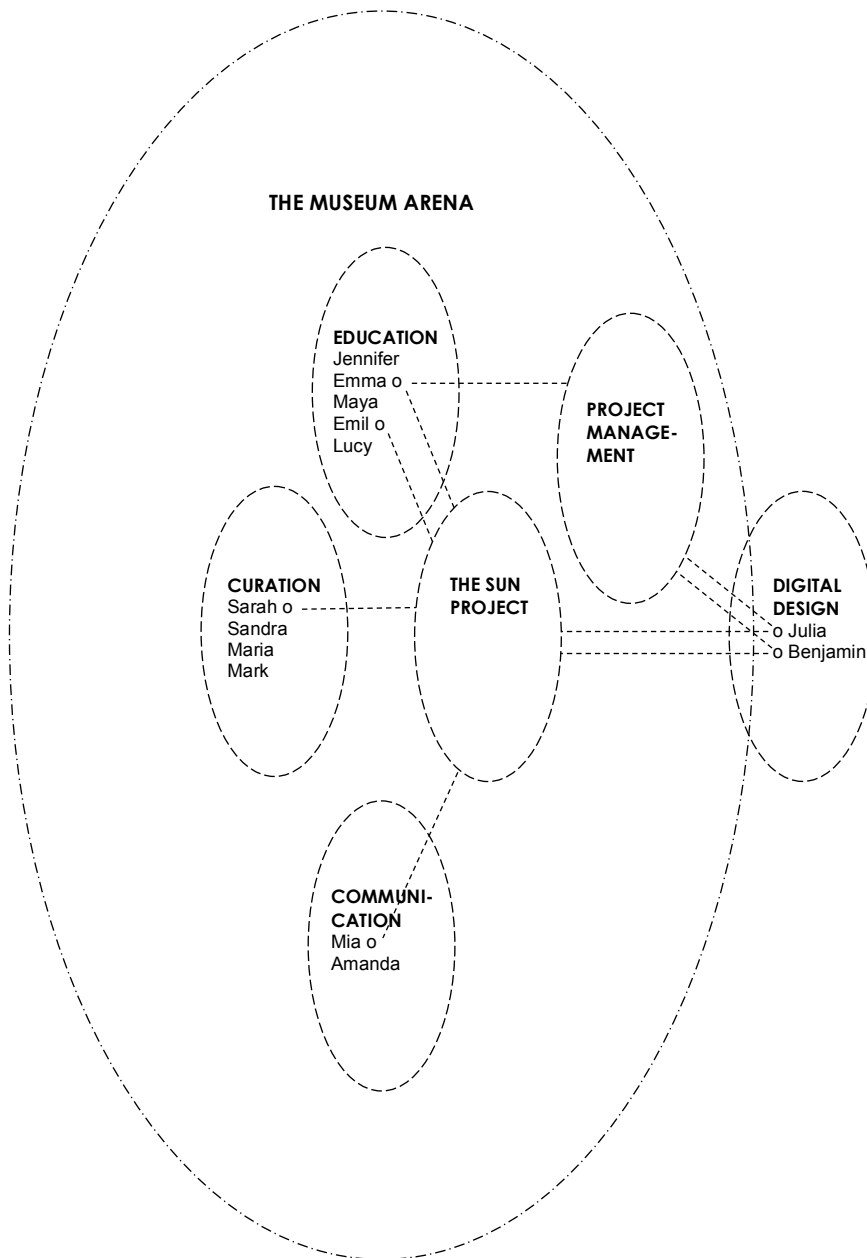 THE MUSEUM ARENA
EDUCATION
Jennifer
Emma o
Maya
Emil o
Lucy
PROJECT
MANAGE-
MENT
CURATION
Sarah o
Sandra
Maria
Mark
THE SUN
PROJECT
DIGITAL
DESIGN
o Julia
o Benjamin
COMMUNI-
CATION
Mia o
Amanda